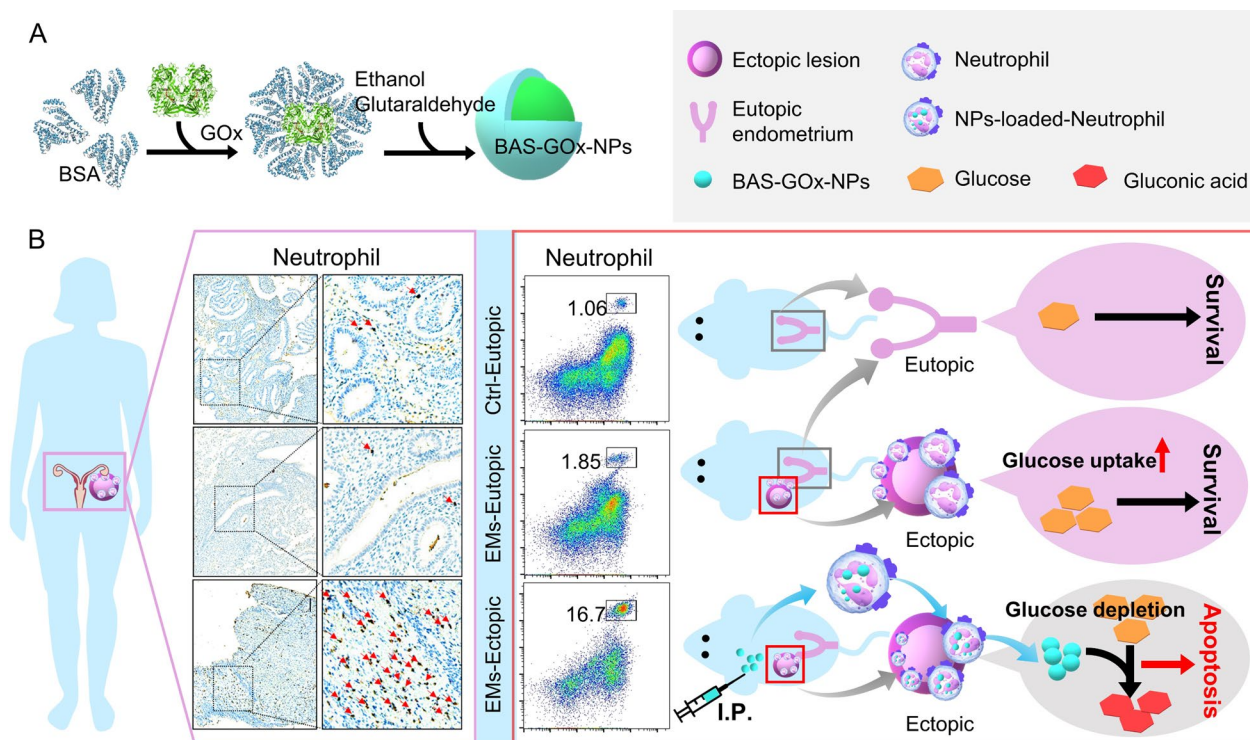 A
BSA
GOx
Ethanol
Glutaraldehyde
BAS-GOx-NPs
Ectopic lesion
Neutrophil
Eutopic
endometrium
NPs-loaded-Neutrophil
BAS-GOx-NPs
Glucose
Gluconic acid
B
Neutrophil
Neutrophil
Ctrl-Eutopic
1.06
Eutopic
Survival
EMs-Eutopic
1.85
Ectopic
Glucose uptake
Survival
EMs-Ectopic
16.7
I.P.
Ectopic
Glucose depletion
Apoptosis